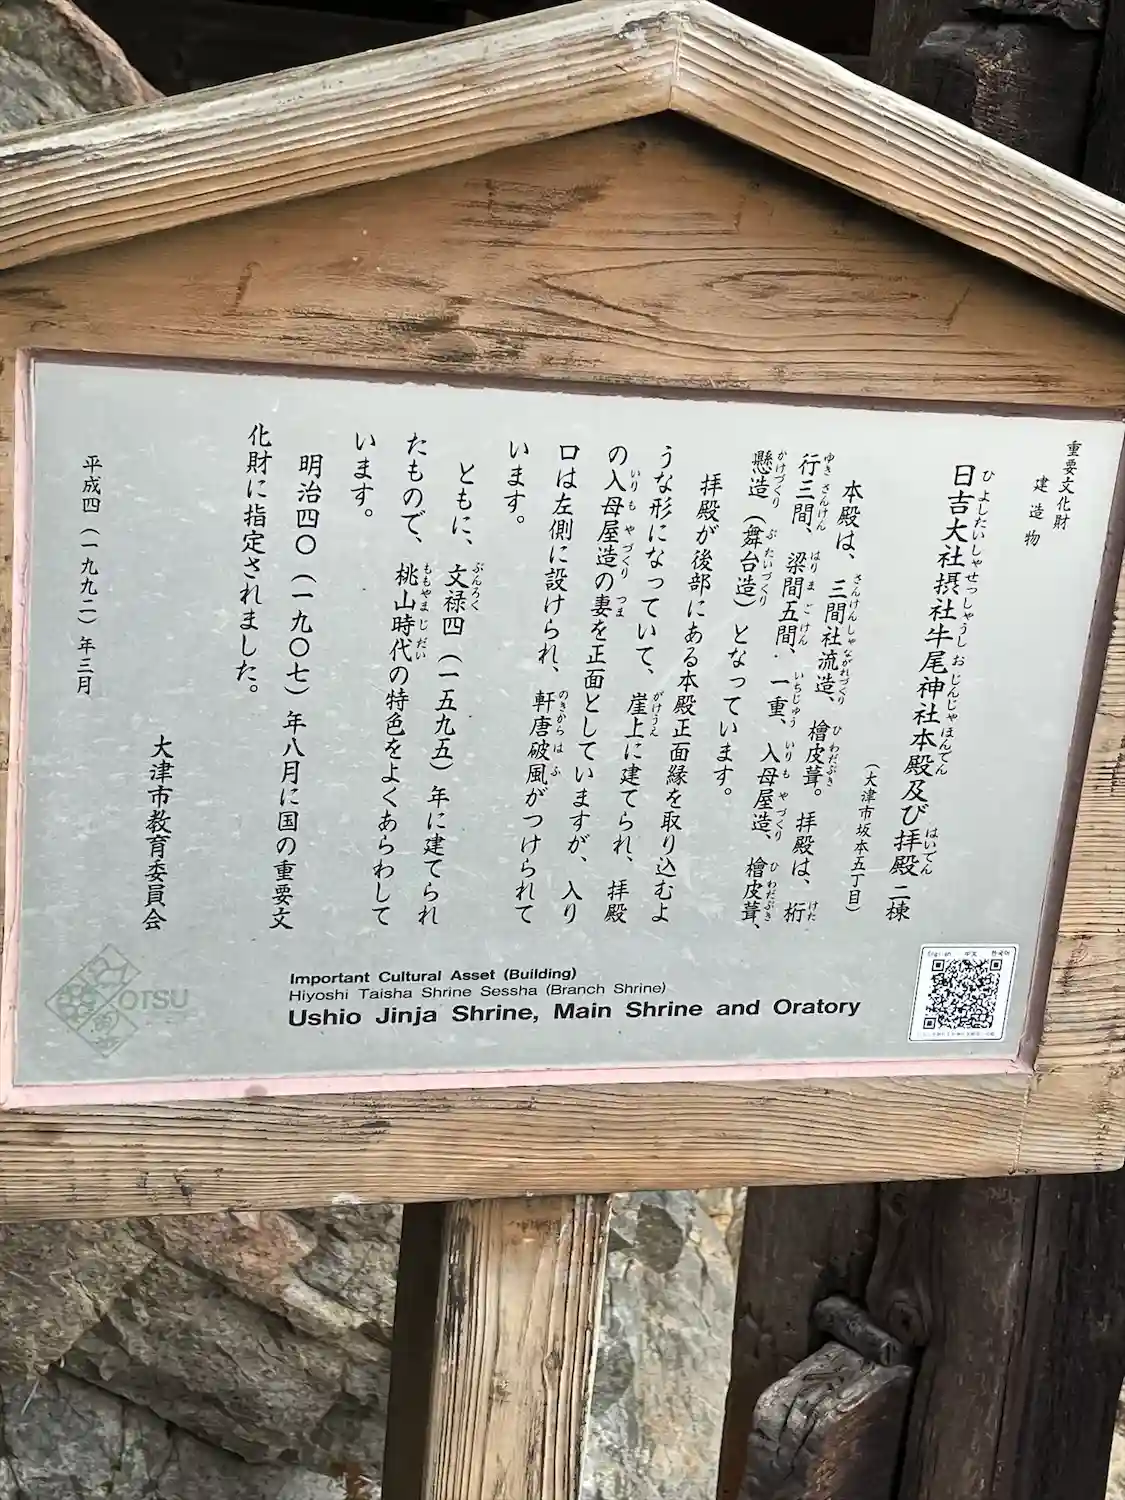 重要文化財
建造物
日吉大社摂社牛尾神社本殿及び拝殿 二棟
（大津市坂本五丁目）
本殿は、三間社流造、檜皮葺。拝殿は、桁
行三間、梁間五間、一重、入母屋造、檜皮葺、
懸造（舞台造）となっています。
拝殿が後部にある本殿正面縁を取り込むよ
うな形になっていて、崖上に建てられ、拝殿
の入母屋造の妻を正面としていますが、入り
口は左側に設けられ、軒唐破風がつけられて
います。
ともに、文禄四（一五九五）年に建てられ
たもので、桃山時代の特色をよくあらわして
います。
明治四〇（一九〇七）年八月に国の重要文
化財に指定されました。
大津市教育委員会
平成四（一九九二）年三月
Important Cultural Asset (Building)
Hiyoshi Taisha Shrine Sessha (Branch Shrine)
Ushio Jinja Shrine, Main Shrine and Oratory
OTSU
English 中文 한국어